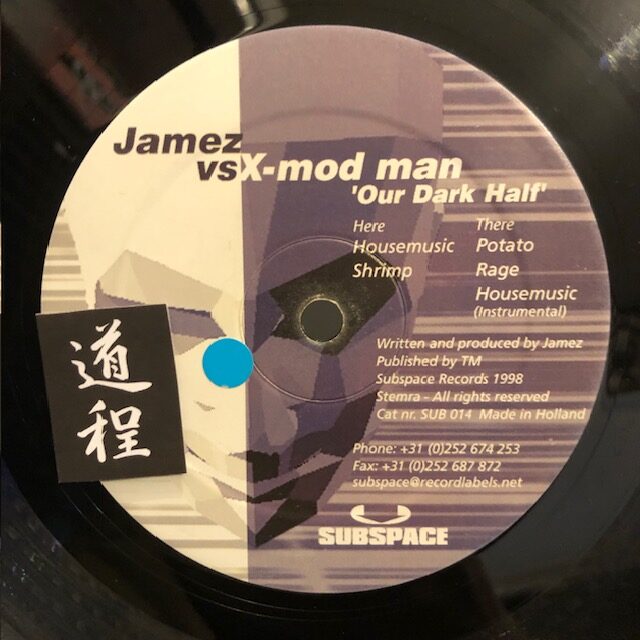 Jamez
vs X-mod man
'Our Dark Half'
Here
Housemusic
Shrimp
There
Potato
Rage
Housemusic
(Instrumental)
Written and produced by Jamez
Published by TM
Subspace Records 1998
Stemra - All rights reserved
Cat nr. SUB 014 Made in Holland
Phone: +31 (0)252 674 253
Fax: +31 (0)252 687 872
subspace@recordlabels.net
SUBSPACE
道
程